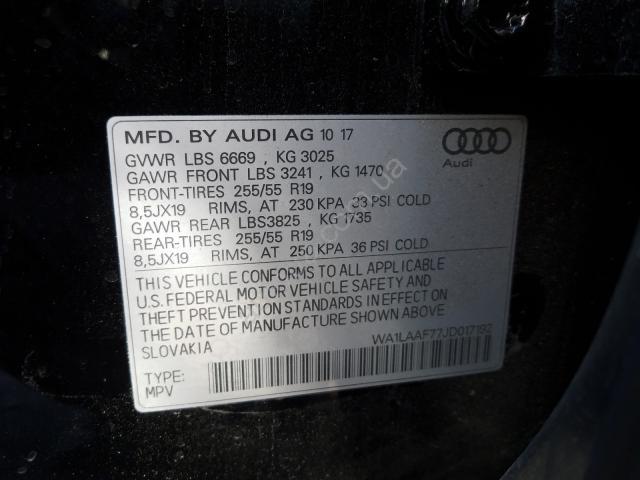 MFD. BY AUDI AG 10 17
GVWR LBS 6669 , KG 3025
GAWR FRONT LBS 3241 , KG 1470
FRONT-TIRES 255/55 R19
8,5JX19 RIMS, AT 230 KPA 33 PSI COLD
GAWR REAR LBS3825 , KG 1735
REAR-TIRES 255/55 R19
8,5JX19 RIMS, AT 250 KPA 36 PSI COLD
Audi
THIS VEHICLE CONFORMS TO ALL APPLICABLE
U.S. FEDERAL MOTOR VEHICLE SAFETY AND
THEFT PREVENTION STANDARDS IN EFFECT ON
THE DATE OF MANUFACTURE SHOWN ABOVE
SLOVAKIA
WA1LAAF77JD017192
TYPE:
MPV